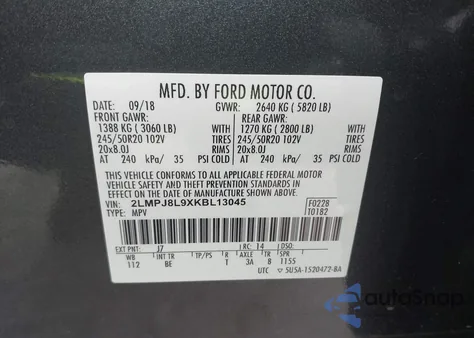 MFD. BY FORD MOTOR CO.
DATE: 09/18 GVWR: 2640 KG ( 5820 LB)
FRONT GAWR: REAR GAWR:
1388 KG ( 3060 LB) WITH 1270 KG ( 2800 LB) WITH
245/50R20 102V TIRES 245/50R20 102V TIRES
20x8.0J RIMS 20x8.0J RIMS
AT 240 kPa/ 35 PSI COLD AT 240 kPa/ 35 PSI COLD
THIS VEHICLE CONFORMS TO ALL APPLICABLE FEDERAL MOTOR
VEHICLE SAFETY AND THEFT PREVENTION STANDARDS IN EFFECT
ON THE DATE OF MANUFACTURE SHOWN ABOVE.
VIN: 2LMPJ8L9XKBL13045 F0228
TYPE: MPV T0182
EXT PNT: J7 RC: 14 DSO:
WB INT TR TP/PS R AXLE TR SPR
112 BE T 3A 8 1155
UTC 5U5A-1520472-BA
autoSnap